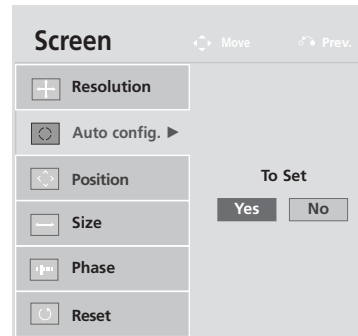 Screen Move Prev.
Resolution
Auto config. ►
Position
To Set
Yes No
Size
Phase
Reset